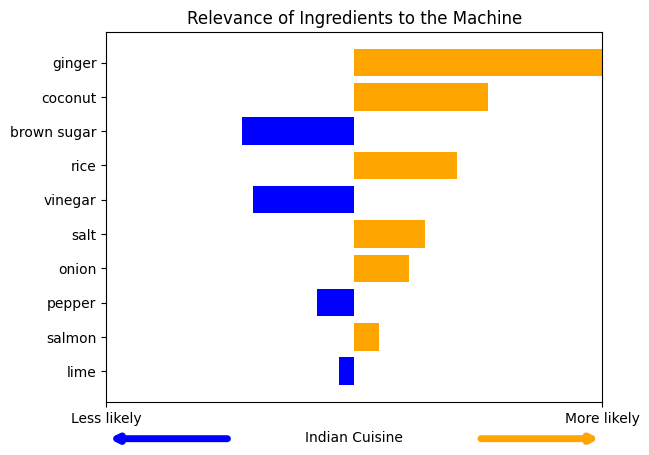 Relevance of Ingredients to the Machine
ginger
coconut
brown sugar
rice
vinegar
salt
onion
pepper
salmon
lime
Less likely
More likely
Indian Cuisine